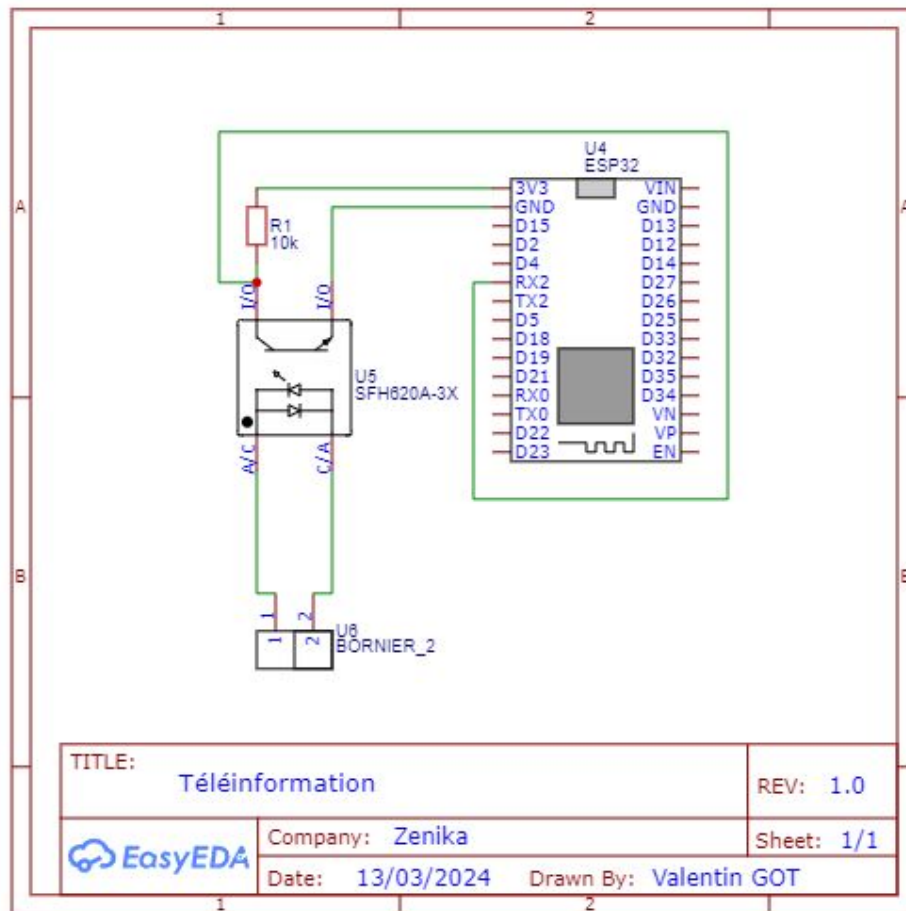 1 2
U4
ESP32
A A
3V3 VIN
GND GND
R1 D15 D13
10k D2 D12
D4 D14
I/O I/O RX2 D27
TX2 D26
D5 D25
D18 D33
U5 D19 D32
SFH620A-3X D21 D35
RX0 D34
TX0 VN
A/C C/A D22 VP
D23 EN
B B
1 2
1 2 U6
BORNIER_2
TITLE:
Téléinformation REV: 1.0
EasyEDA Company: Zenika Sheet: 1/1
Date: 13/03/2024 Drawn By: Valentin GOT
1 2